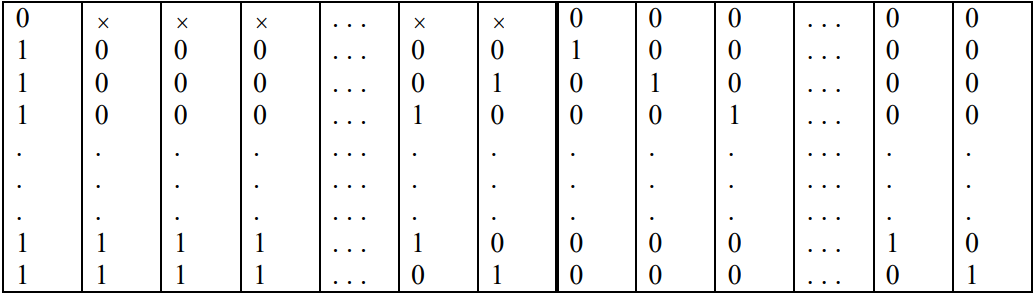 0 × × × ... × × 0 0 0 ... 0 0
1 0 0 0 ... 0 0 1 0 0 ... 0 0
1 0 0 0 ... 0 1 0 1 0 ... 0 0
1 0 0 0 ... 1 0 0 0 1 ... 0 0
. . . . ... . . . . . ... . .
. . . . ... . . . . . ... . .
. . . . ... . . . . . ... . .
1 1 1 1 ... 1 0 0 0 0 ... 1 0
1 1 1 1 ... 0 1 0 0 0 ... 0 1